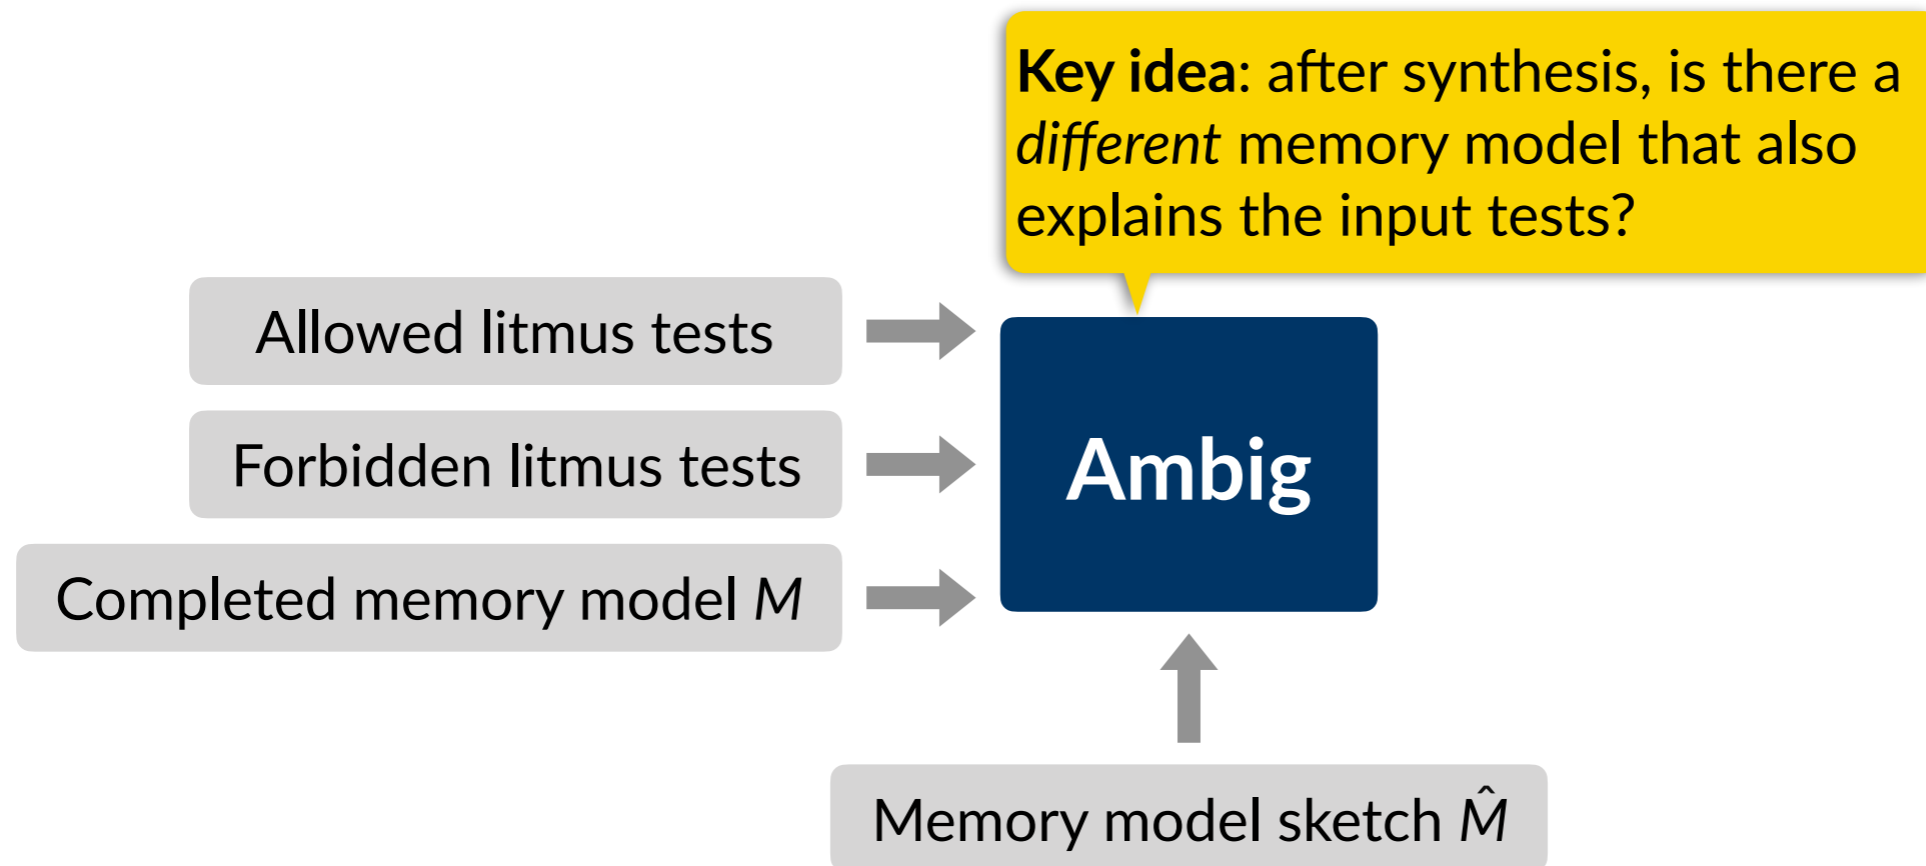 Key idea: after synthesis, is there a
different memory model that also
explains the input tests?
Allowed litmus tests
Forbidden litmus tests
Completed memory model M
Ambig
Memory model sketch M̂